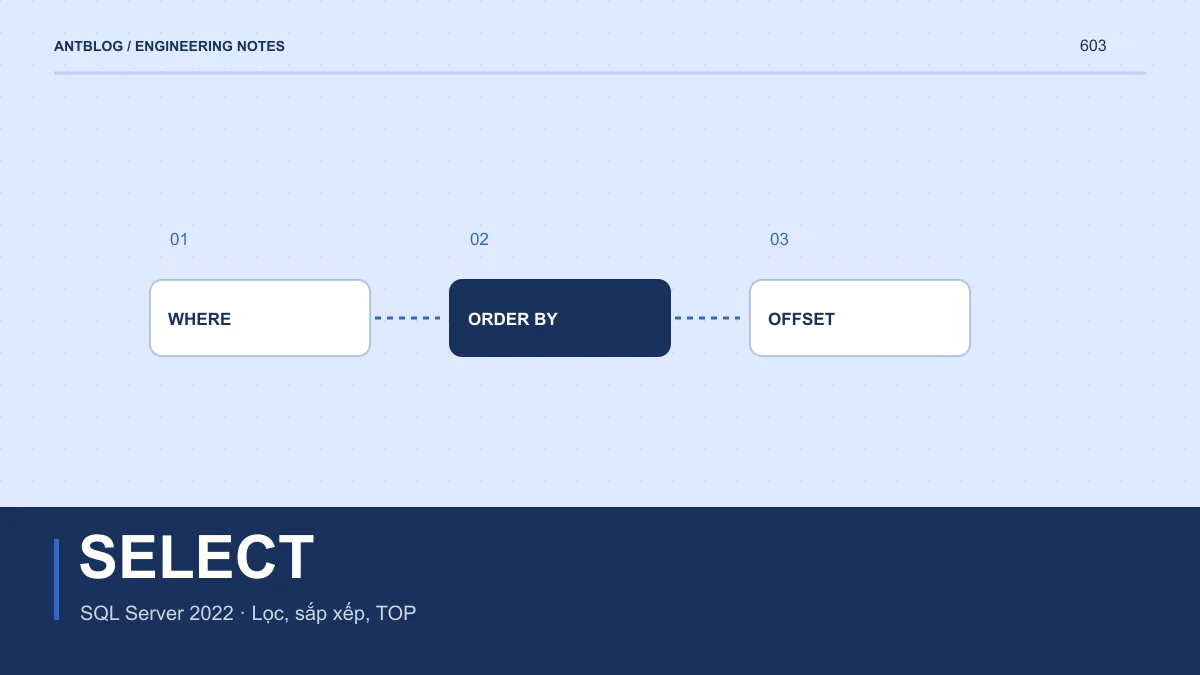 ANTBLOG / ENGINEERING NOTES
603
01
02
03
WHERE
ORDER BY
OFFSET
SELECT
SQL Server 2022 · Lọc, sắp xếp, TOP